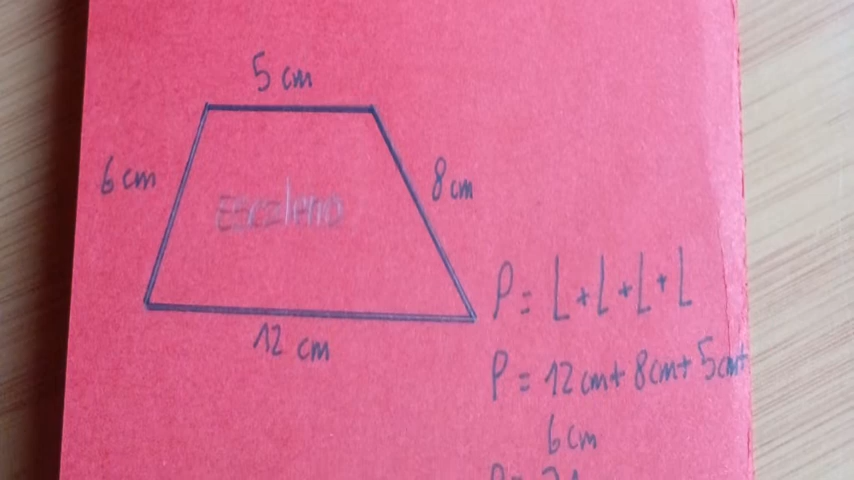 5 cm
6 cm
8 cm
Escaleno
12 cm
P = L + L + L + L
P = 12 cm + 8 cm + 5 cm +
6 cm